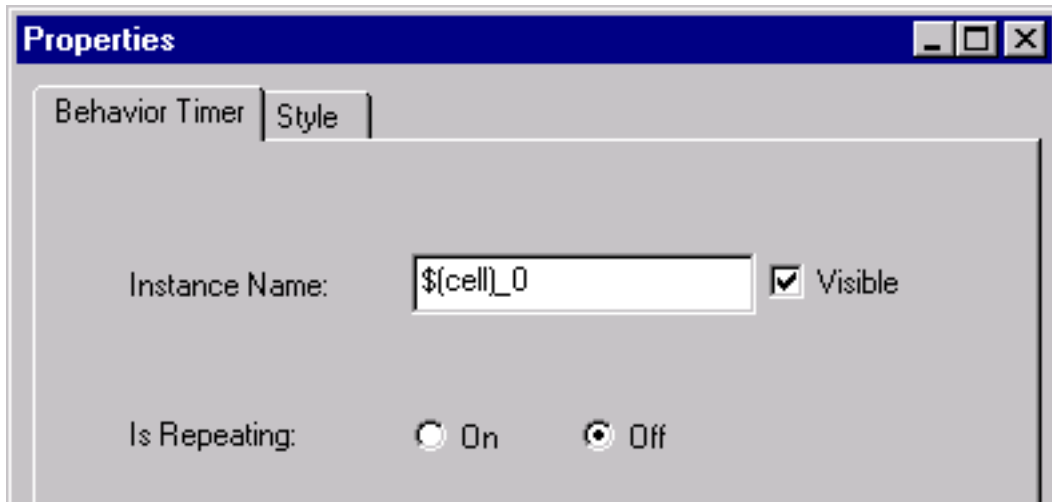 Properties
Behavior Timer Style
Instance Name: $(cell)_0 Visible
Is Repeating: On Off